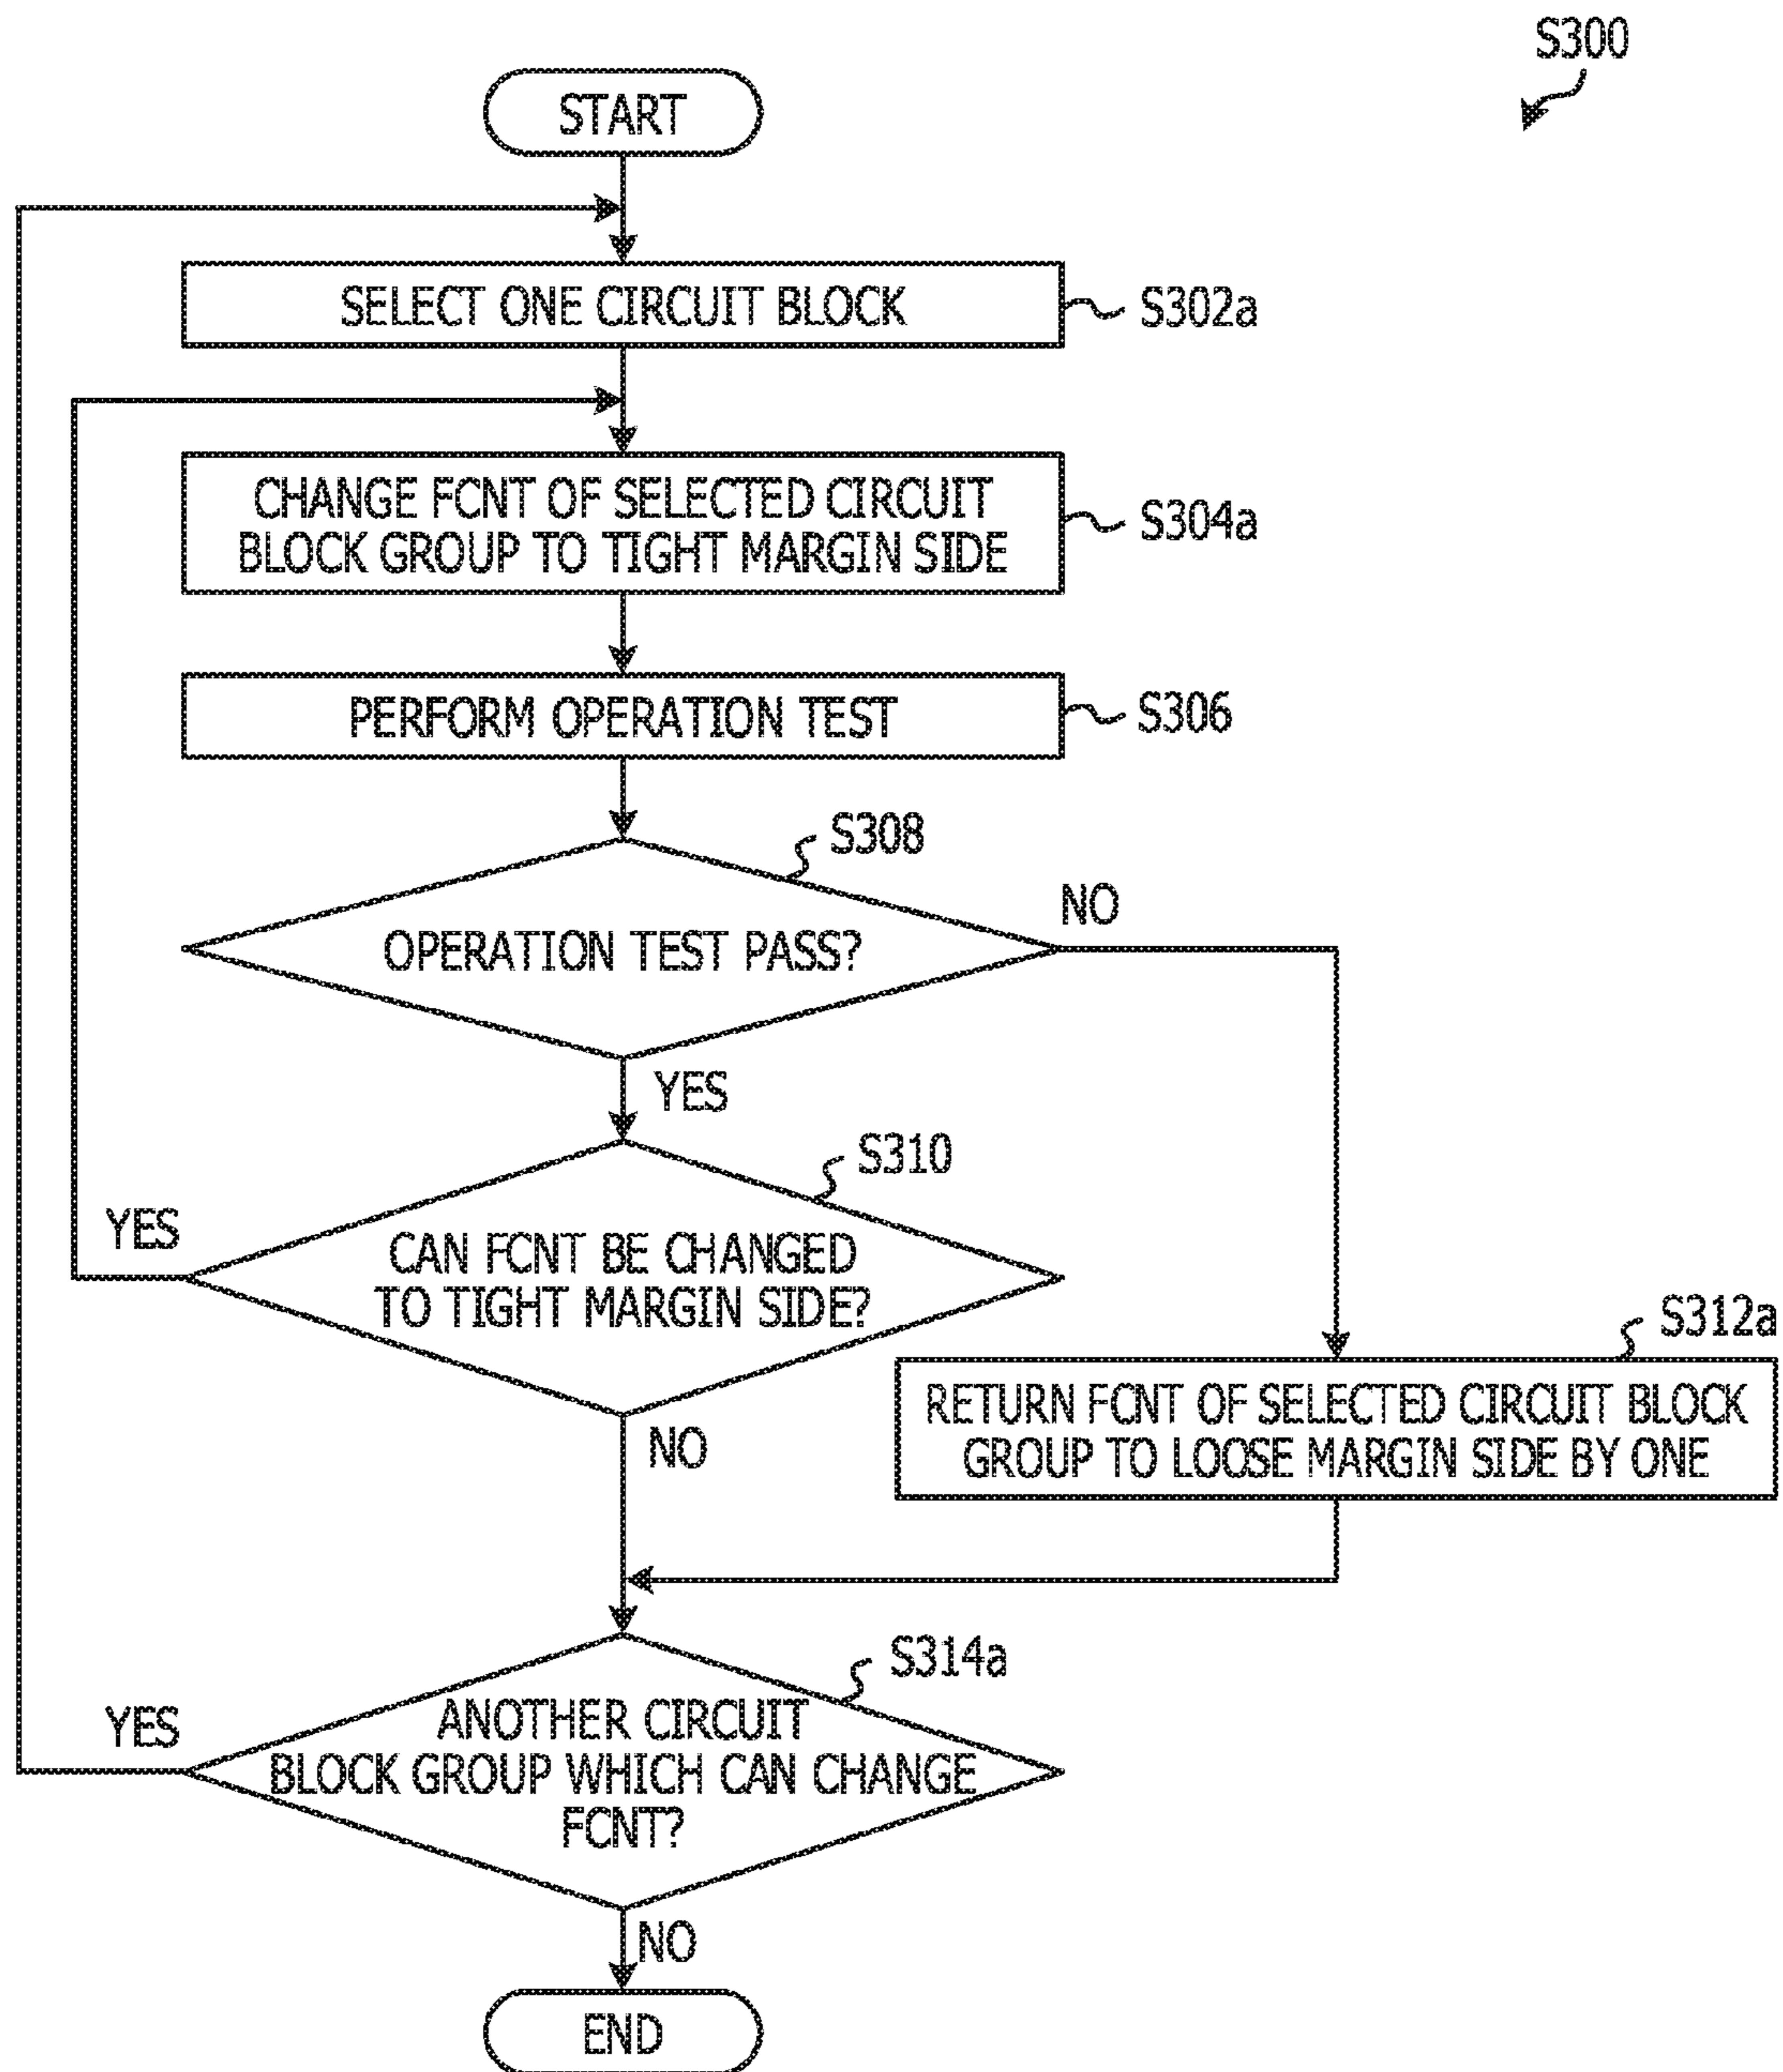 S300
START
SELECT ONE CIRCUIT BLOCK
S302a
CHANGE FCNT OF SELECTED CIRCUIT
BLOCK GROUP TO TIGHT MARGIN SIDE
S304a
PERFORM OPERATION TEST
S306
S308
NO
OPERATION TEST PASS?
YES
S310
YES
CAN FCNT BE CHANGED
TO TIGHT MARGIN SIDE?
S312a
RETURN FCNT OF SELECTED CIRCUIT BLOCK
GROUP TO LOOSE MARGIN SIDE BY ONE
NO
S314a
YES
ANOTHER CIRCUIT
BLOCK GROUP WHICH CAN CHANGE
FCNT?
NO
END